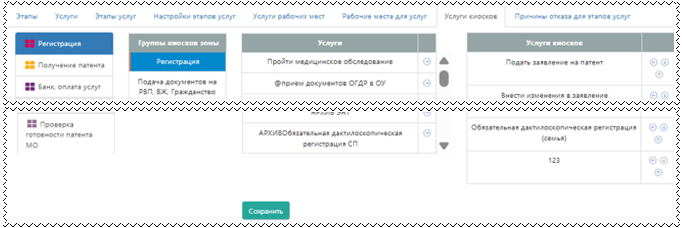 Этапы Услуги Этапы услуг Настройки этапов услуг Услуги рабочих мест Рабочие места для услуг Услуги киосков Причины отказа для этапов услуг
Регистрация
Получение патента
Банк, оплата услуг
Проверка
готовности патента
МО
Группы киосков зоны
Регистрация
Подача документов на
РВП, ВЖ, Гражданство
Услуги
Пройти медицинское обследование
@прием документов ОГДР в ОУ
АРХИВОбязательная дактилоскопическая
регистрация СП
Услуги киосков
Подать заявление на патент
Внести изменения в заявление
Обязательная дактилоскопическая регистрация
(семья)
123
Сохранить